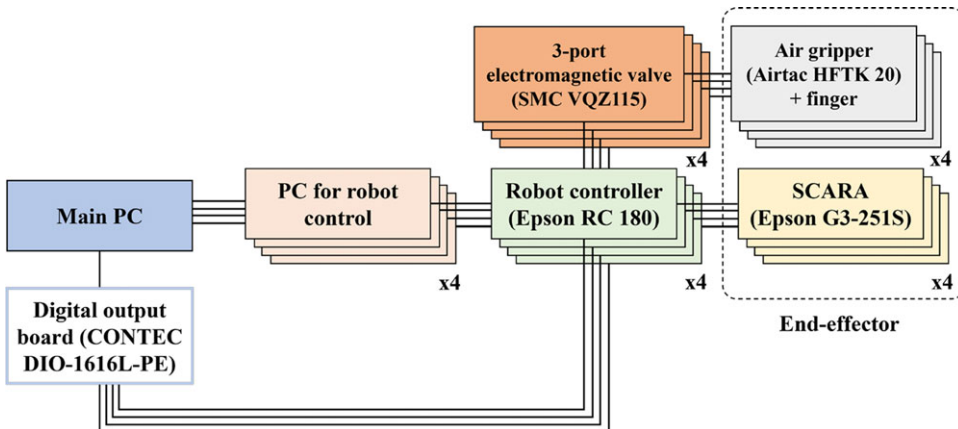 3-port
electromagnetic valve
(SMC VQZ115)
x4
Air gripper
(Airtac HFTK 20)
+ finger
x4
Main PC
PC for robot
control
x4
Robot controller
(Epson RC 180)
x4
SCARA
(Epson G3-251S)
x4
End-effector
Digital output
board (CONTEC
DIO-1616L-PE)